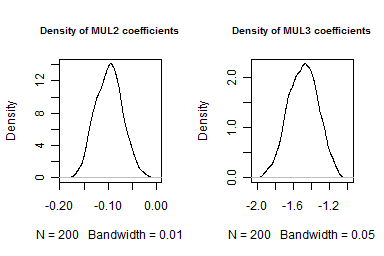 Density of MUL2 coefficients
Density
12
8
4
0
-0.20
-0.10
0.00
N = 200 Bandwidth = 0.01
Density of MUL3 coefficients
Density
2.0
1.0
0.0
-2.0
-1.6
-1.2
N = 200 Bandwidth = 0.05